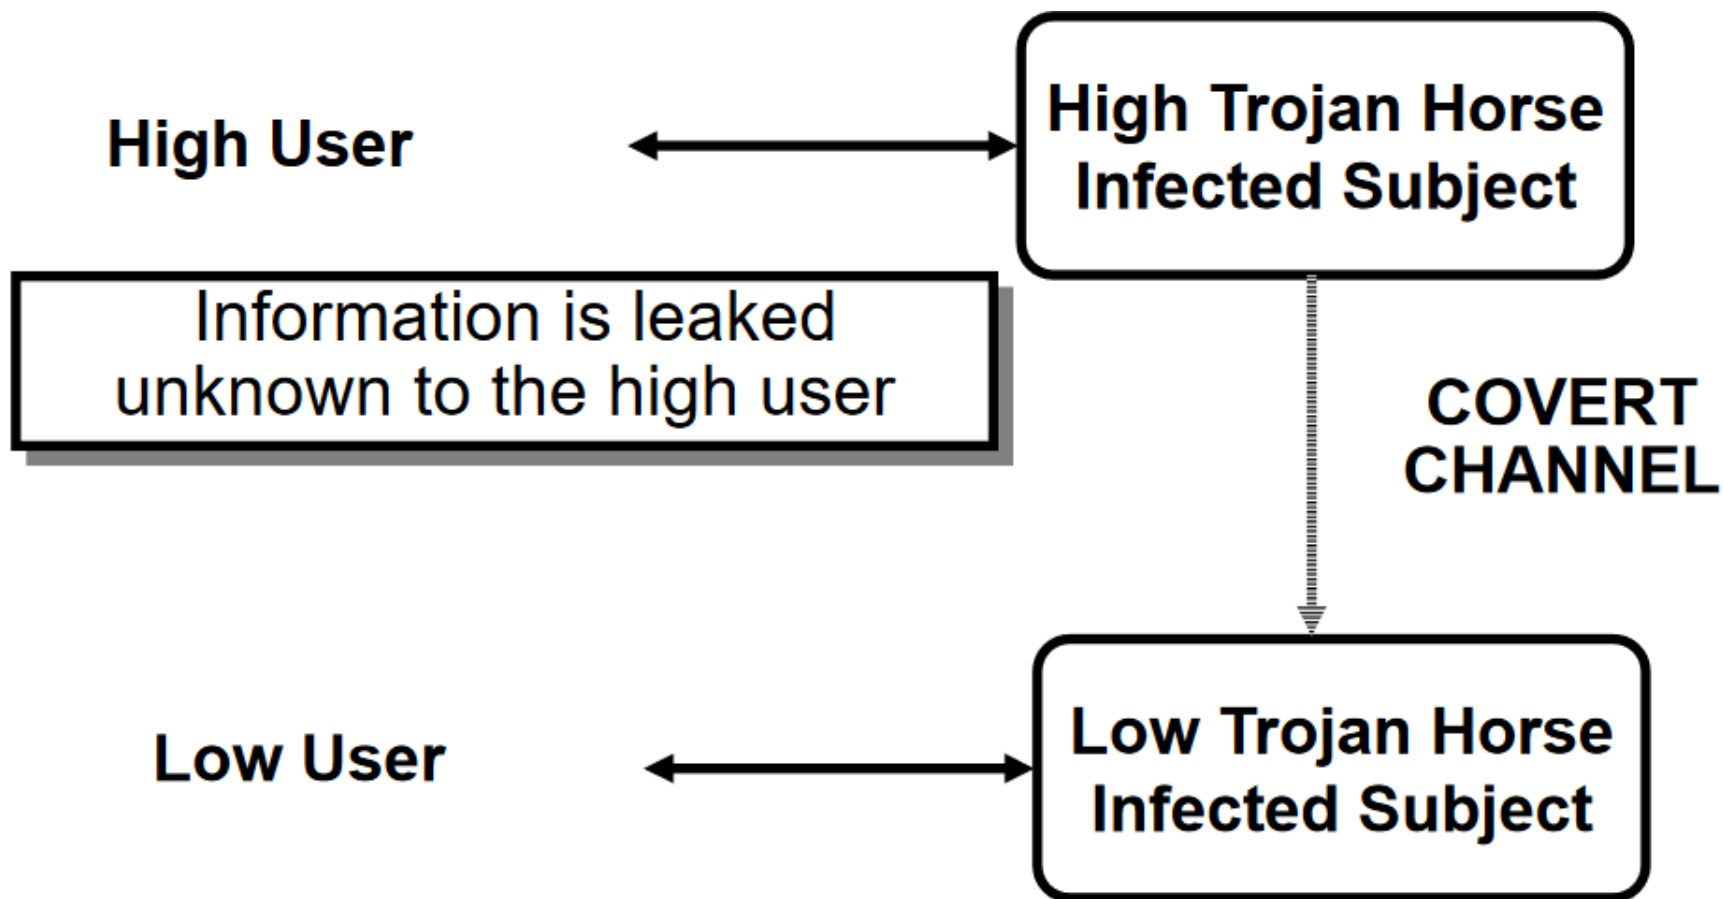 High User
High Trojan Horse
Infected Subject
Information is leaked
unknown to the high user
COVERT
CHANNEL
Low User
Low Trojan Horse
Infected Subject